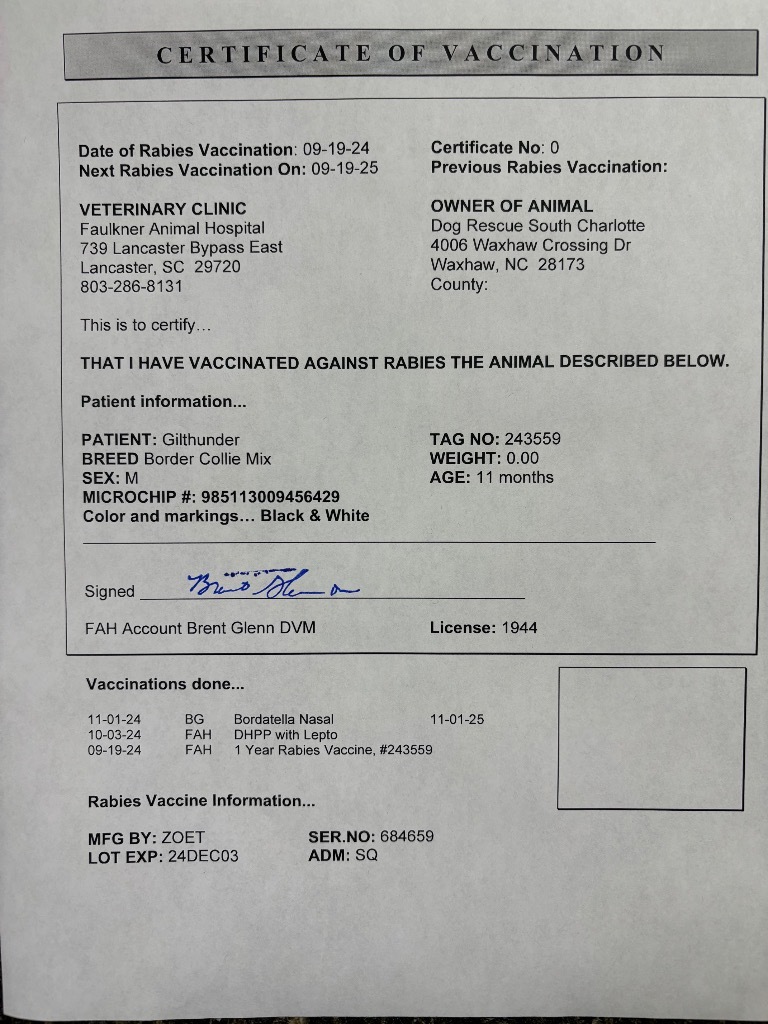 CERTIFICATE OF VACCINATION
Date of Rabies Vaccination: 09-19-24
Next Rabies Vaccination On: 09-19-25
Certificate No: 0
Previous Rabies Vaccination:
VETERINARY CLINIC
Faulkner Animal Hospital
739 Lancaster Bypass East
Lancaster, SC 29720
803-286-8131
OWNER OF ANIMAL
Dog Rescue South Charlotte
4006 Waxhaw Crossing Dr
Waxhaw, NC 28173
County:
This is to certify...
THAT I HAVE VACCINATED AGAINST RABIES THE ANIMAL DESCRIBED BELOW.
Patient information...
PATIENT: Gilthunder
BREED Border Collie Mix
SEX: M
MICROCHIP #: 985113009456429
Color and markings... Black & White
TAG NO: 243559
WEIGHT: 0.00
AGE: 11 months
Signed Brent Glenn
FAH Account Brent Glenn DVM
License: 1944
Vaccinations done...
11-01-24 BG Bordatella Nasal 11-01-25
10-03-24 FAH DHPP with Lepto
09-19-24 FAH 1 Year Rabies Vaccine, #243559
Rabies Vaccine Information...
MFG BY: ZOET SER.NO: 684659
LOT EXP: 24DEC03 ADM: SQ